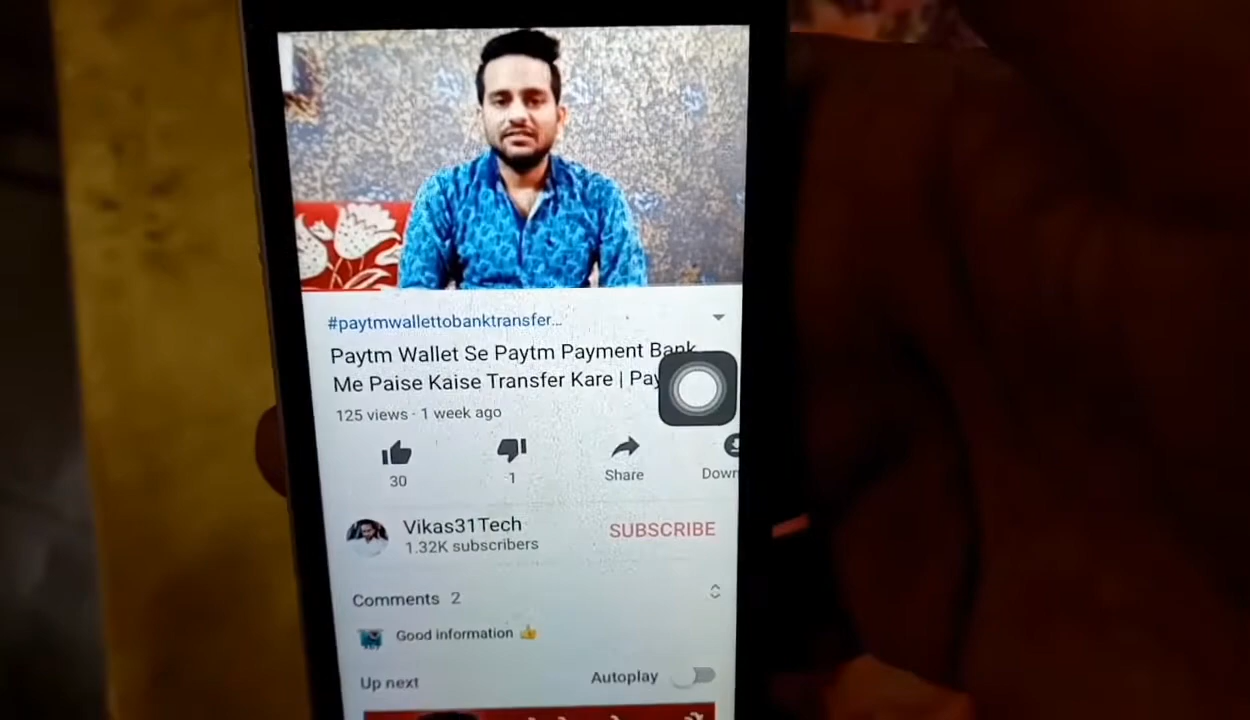 #paytmwallettobanktransfer...
Paytm Wallet Se Paytm Payment Bank
Me Paise Kaise Transfer Kare | Pay
125 views · 1 week ago
30
1
Share
Down
Vikas31Tech
1.32K subscribers
SUBSCRIBE
Comments 2
Good information 👍
Up next
Autoplay